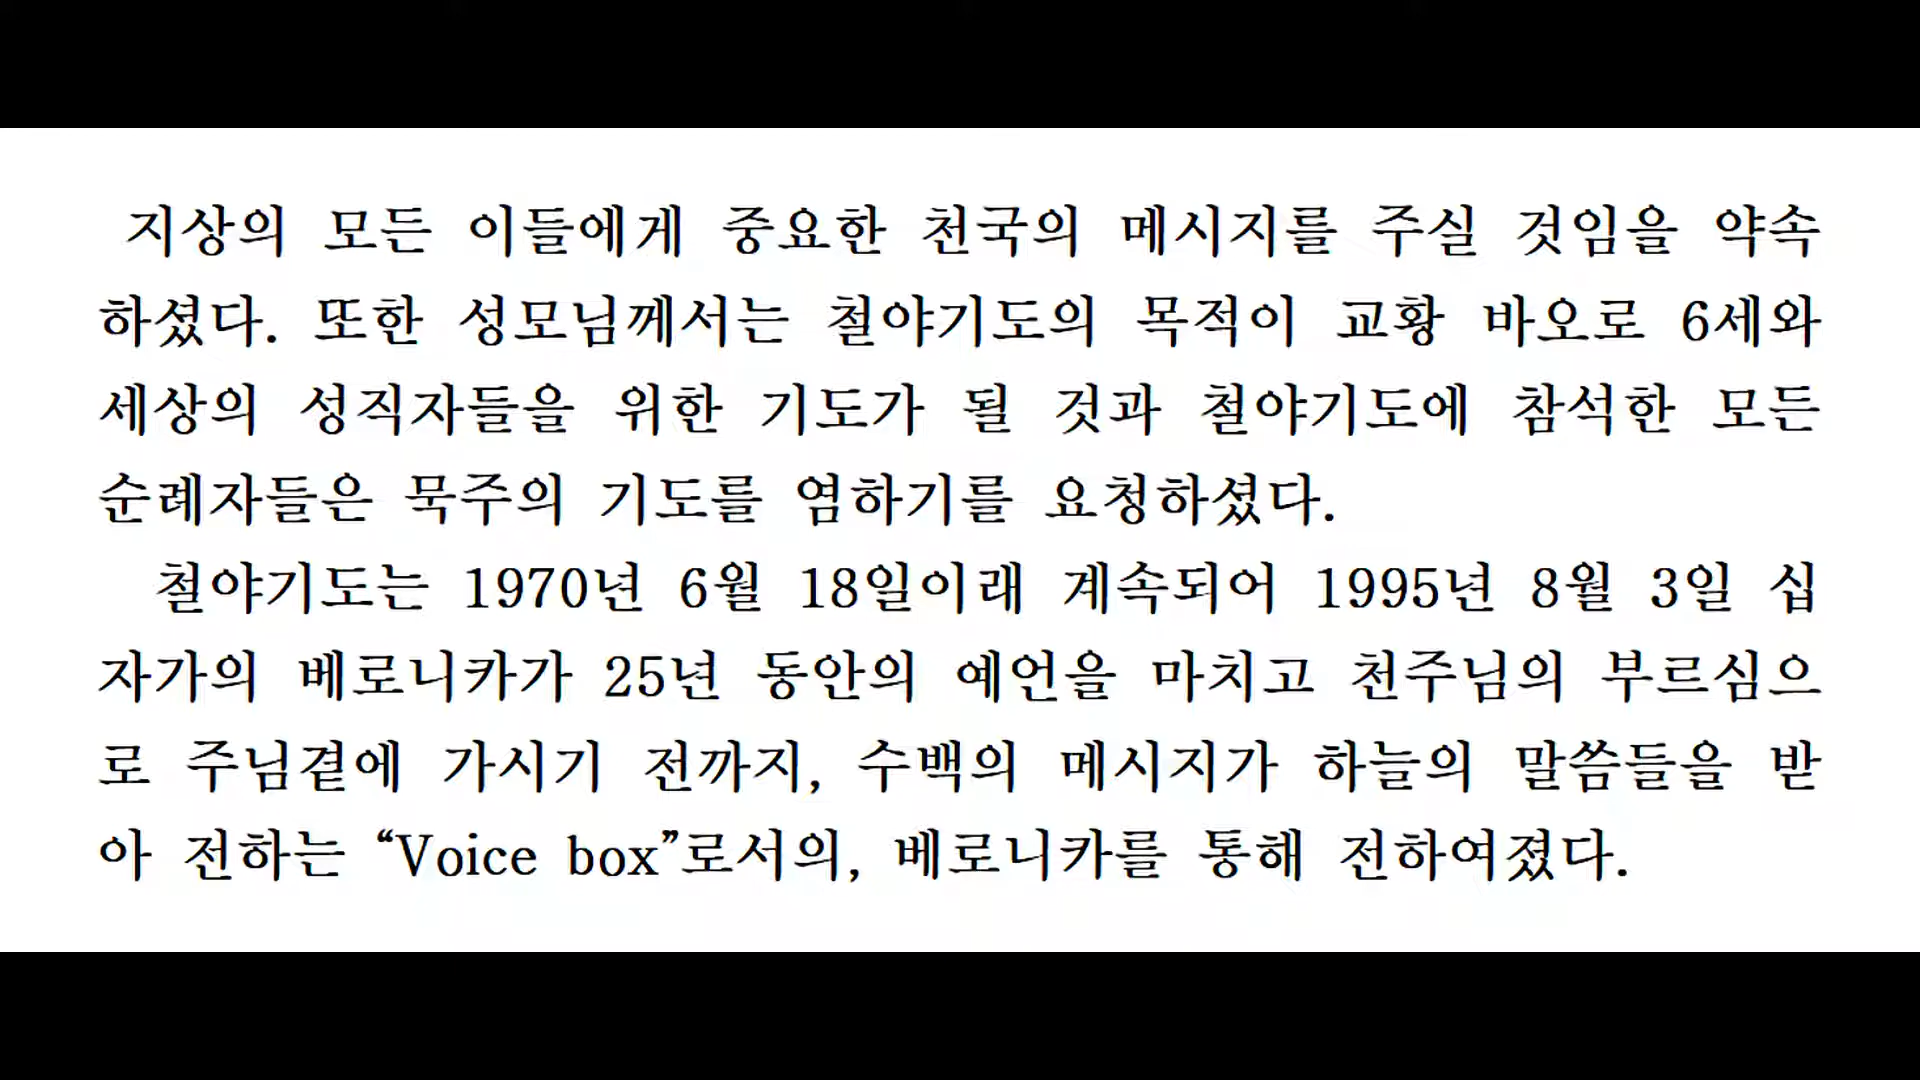 지상의 모든 이들에게 중요한 천국의 메시지를 주실 것임을 약속
하셨다. 또한 성모님께서는 철야기도의 목적이 교황 바오로 6세와
세상의 성직자들을 위한 기도가 될 것과 철야기도에 참석한 모든
순례자들은 묵주의 기도를 염하기를 요청하셨다.
철야기도는 1970년 6월 18일이래 계속되어 1995년 8월 3일 십
자가의 베로니카가 25년 동안의 예언을 마치고 천주님의 부르심으
로 주님곁에 가시기 전까지, 수백의 메시지가 하늘의 말씀들을 받
아 전하는 “Voice box”로서의, 베로니카를 통해 전하여졌다.